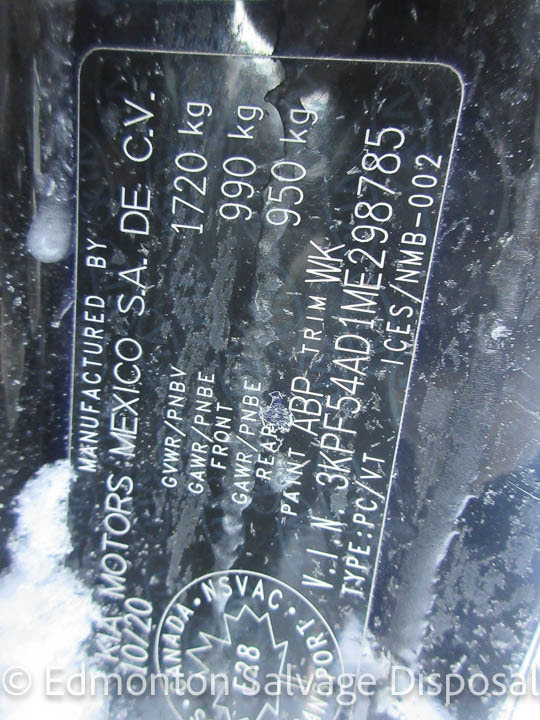 MANUFACTURED BY
KIA MOTORS MEXICO S.A. DE C.V.
10/20
GVWR/PNBV 1720 kg
GAWR/PNBE FRONT 990 kg
GAWR/PNBE REAR 950 kg
PAINT ABP TRIM WK
V.I.N. 3KPF54AD1ME298785
TYPE:PC/VT ICES/NMB-002
CANADA · NSVAC ·
538
© Edmonton Salvage Disposal